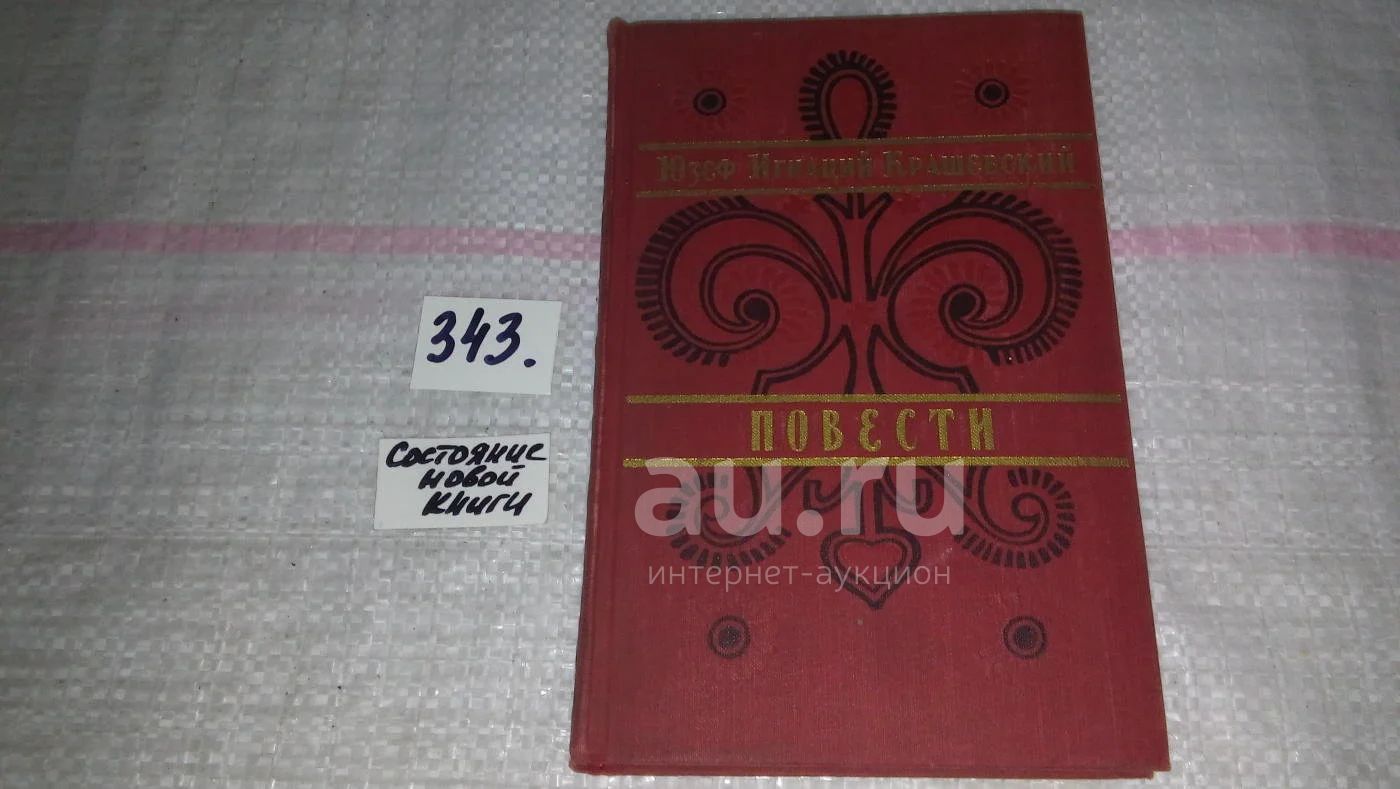 Юзеф Игнаций Крашевский
343.
Состояние
новой
книги
ПОВЕСТИ
au.ru
интернет-аукцион